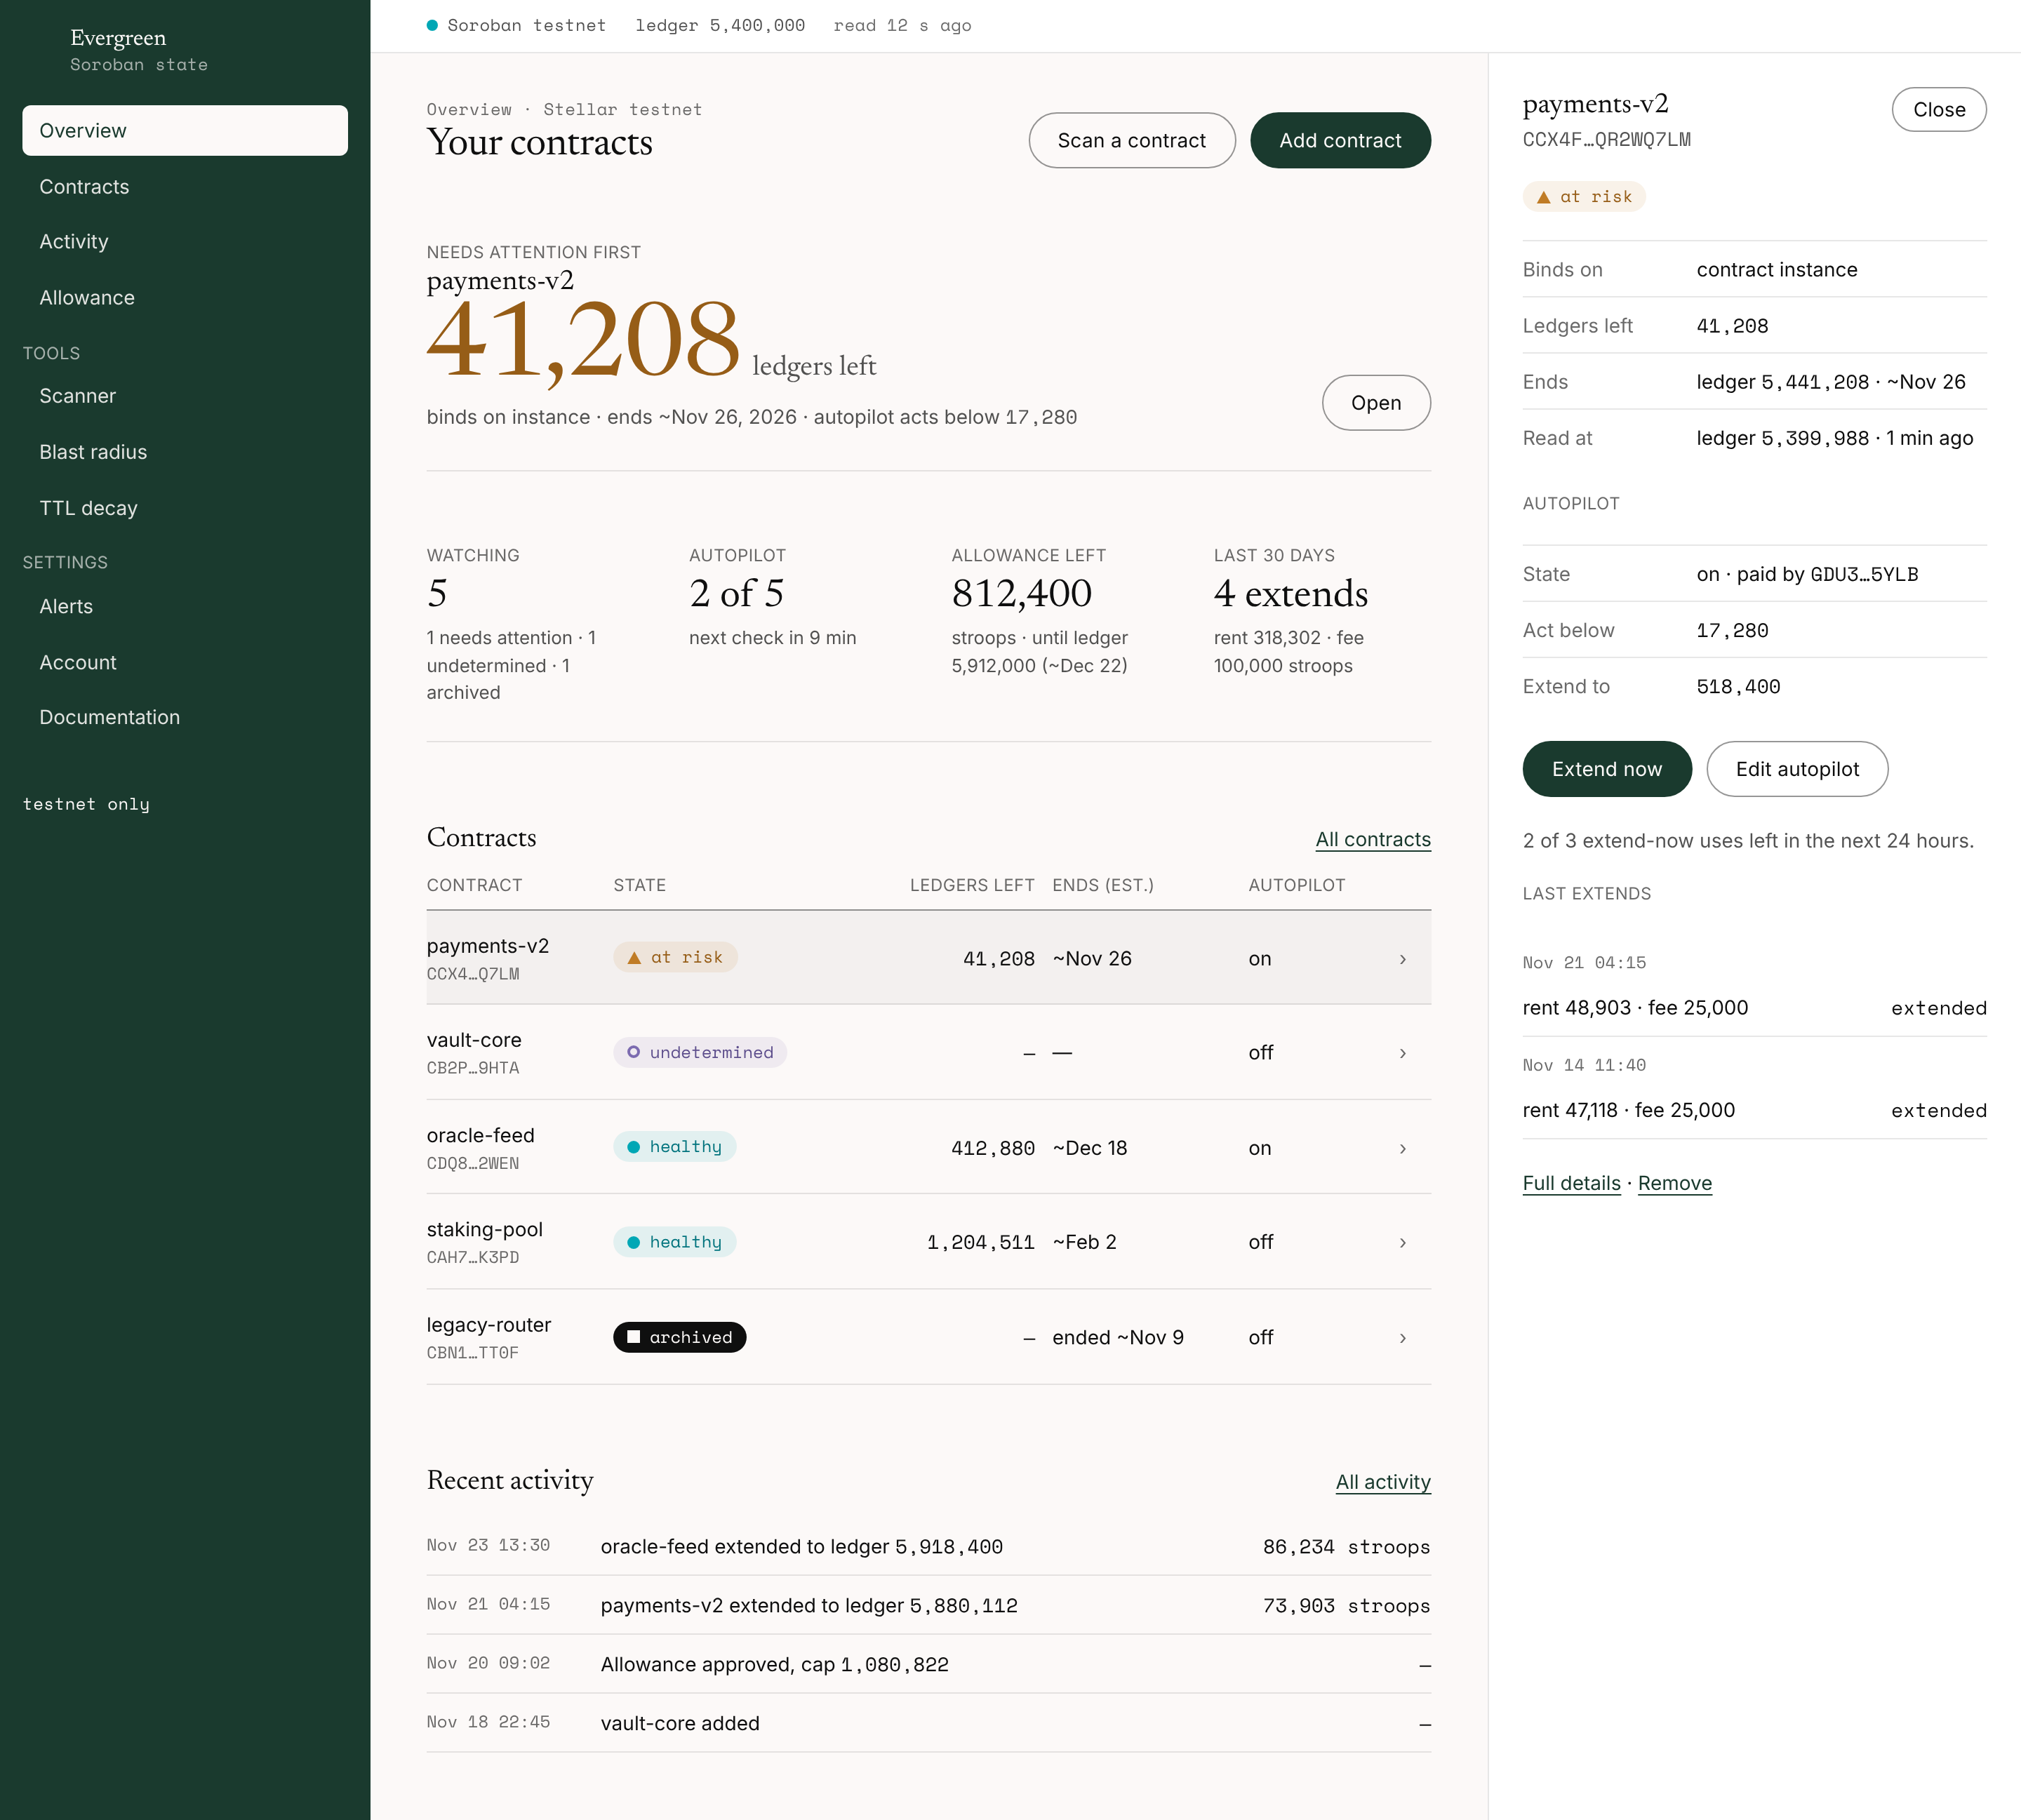 Evergreen
Soroban state
Overview
Contracts
Activity
Allowance
TOOLS
Scanner
Blast radius
TTL decay
SETTINGS
Alerts
Account
Documentation
testnet only
Soroban testnet ledger 5,400,000 read 12 s ago
Overview · Stellar testnet
Your contracts
Scan a contract
Add contract
NEEDS ATTENTION FIRST
payments-v2
41,208 ledgers left
binds on instance · ends ~Nov 26, 2026 · autopilot acts below 17,280
Open
WATCHING
5
1 needs attention · 1
undetermined · 1
archived
AUTOPILOT
2 of 5
next check in 9 min
ALLOWANCE LEFT
812,400
stroops · until ledger
5,912,000 (~Dec 22)
LAST 30 DAYS
4 extends
rent 318,302 · fee
100,000 stroops
Contracts
All contracts
CONTRACT STATE LEDGERS LEFT ENDS (EST.) AUTOPILOT
payments-v2
CCX4…Q7LM
at risk 41,208 ~Nov 26 on ›
vault-core
CB2P…9HTA
undetermined — — off ›
oracle-feed
CDQ8…2WEN
healthy 412,880 ~Dec 18 on ›
staking-pool
CAH7…K3PD
healthy 1,204,511 ~Feb 2 off ›
legacy-router
CBN1…TT0F
archived — ended ~Nov 9 off ›
Recent activity
All activity
Nov 23 13:30 oracle-feed extended to ledger 5,918,400 86,234 stroops
Nov 21 04:15 payments-v2 extended to ledger 5,880,112 73,903 stroops
Nov 20 09:02 Allowance approved, cap 1,080,822 —
Nov 18 22:45 vault-core added —
payments-v2
CCX4F…QR2WQ7LM
Close
at risk
Binds on contract instance
Ledgers left 41,208
Ends ledger 5,441,208 · ~Nov 26
Read at ledger 5,399,988 · 1 min ago
AUTOPILOT
State on · paid by GDU3…5YLB
Act below 17,280
Extend to 518,400
Extend now
Edit autopilot
2 of 3 extend-now uses left in the next 24 hours.
LAST EXTENDS
Nov 21 04:15
rent 48,903 · fee 25,000 extended
Nov 14 11:40
rent 47,118 · fee 25,000 extended
Full details · Remove